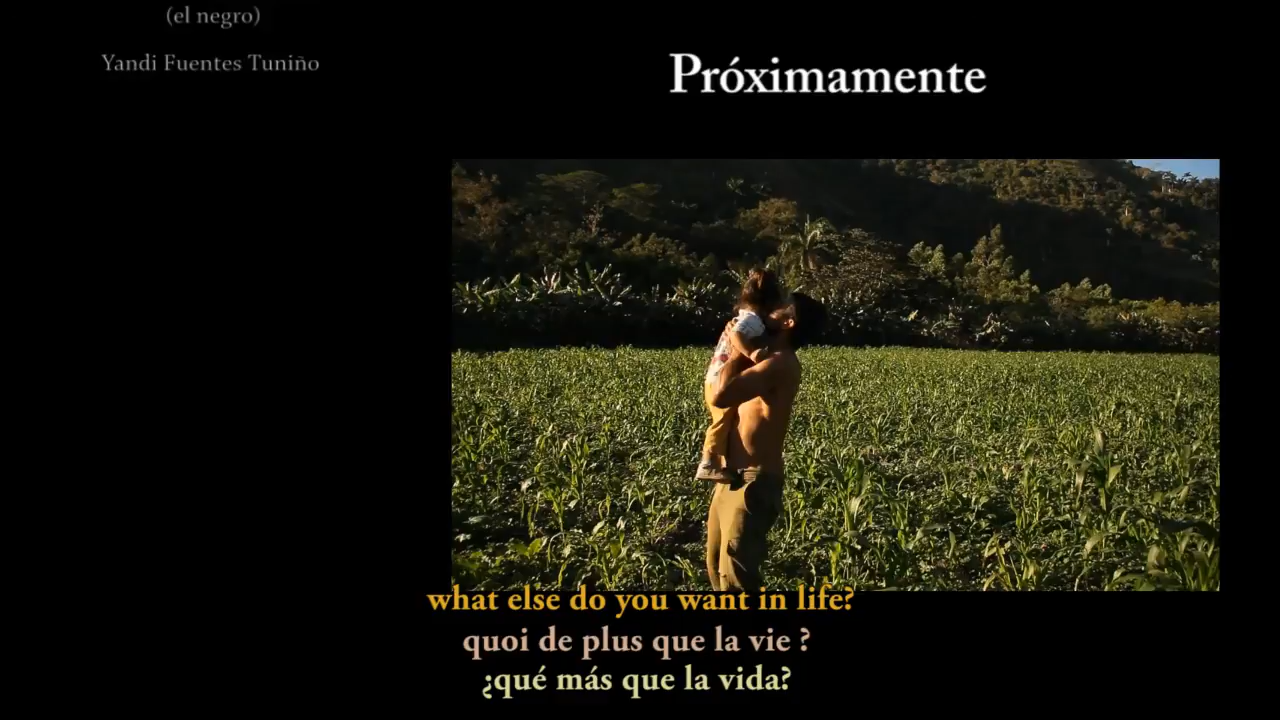 (el negro)
Yandi Fuentes Tuniño
Próximamente
what else do you want in life?
quoi de plus que la vie ?
¿qué más que la vida?